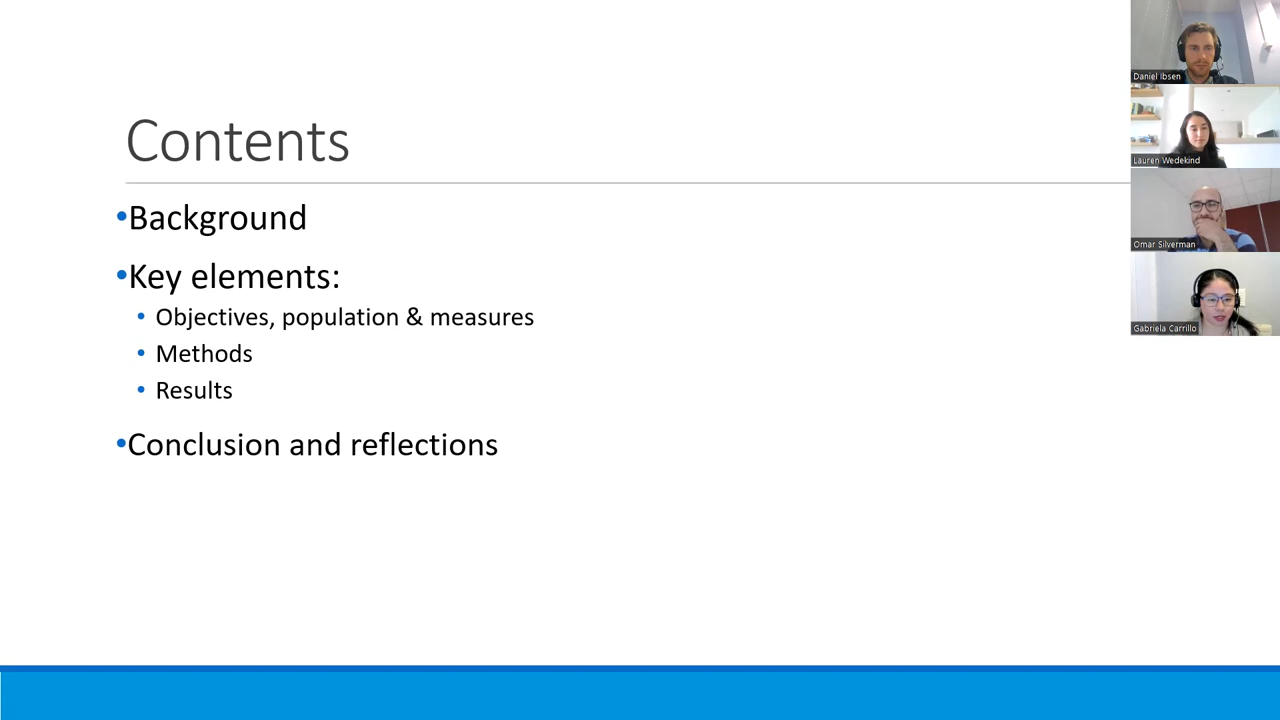 Contents
•Background
•Key elements:
• Objectives, population & measures
• Methods
• Results
•Conclusion and reflections
Daniel Ibsen
Lauren Wedekind
Omar Silverman
Gabriela Carrillo